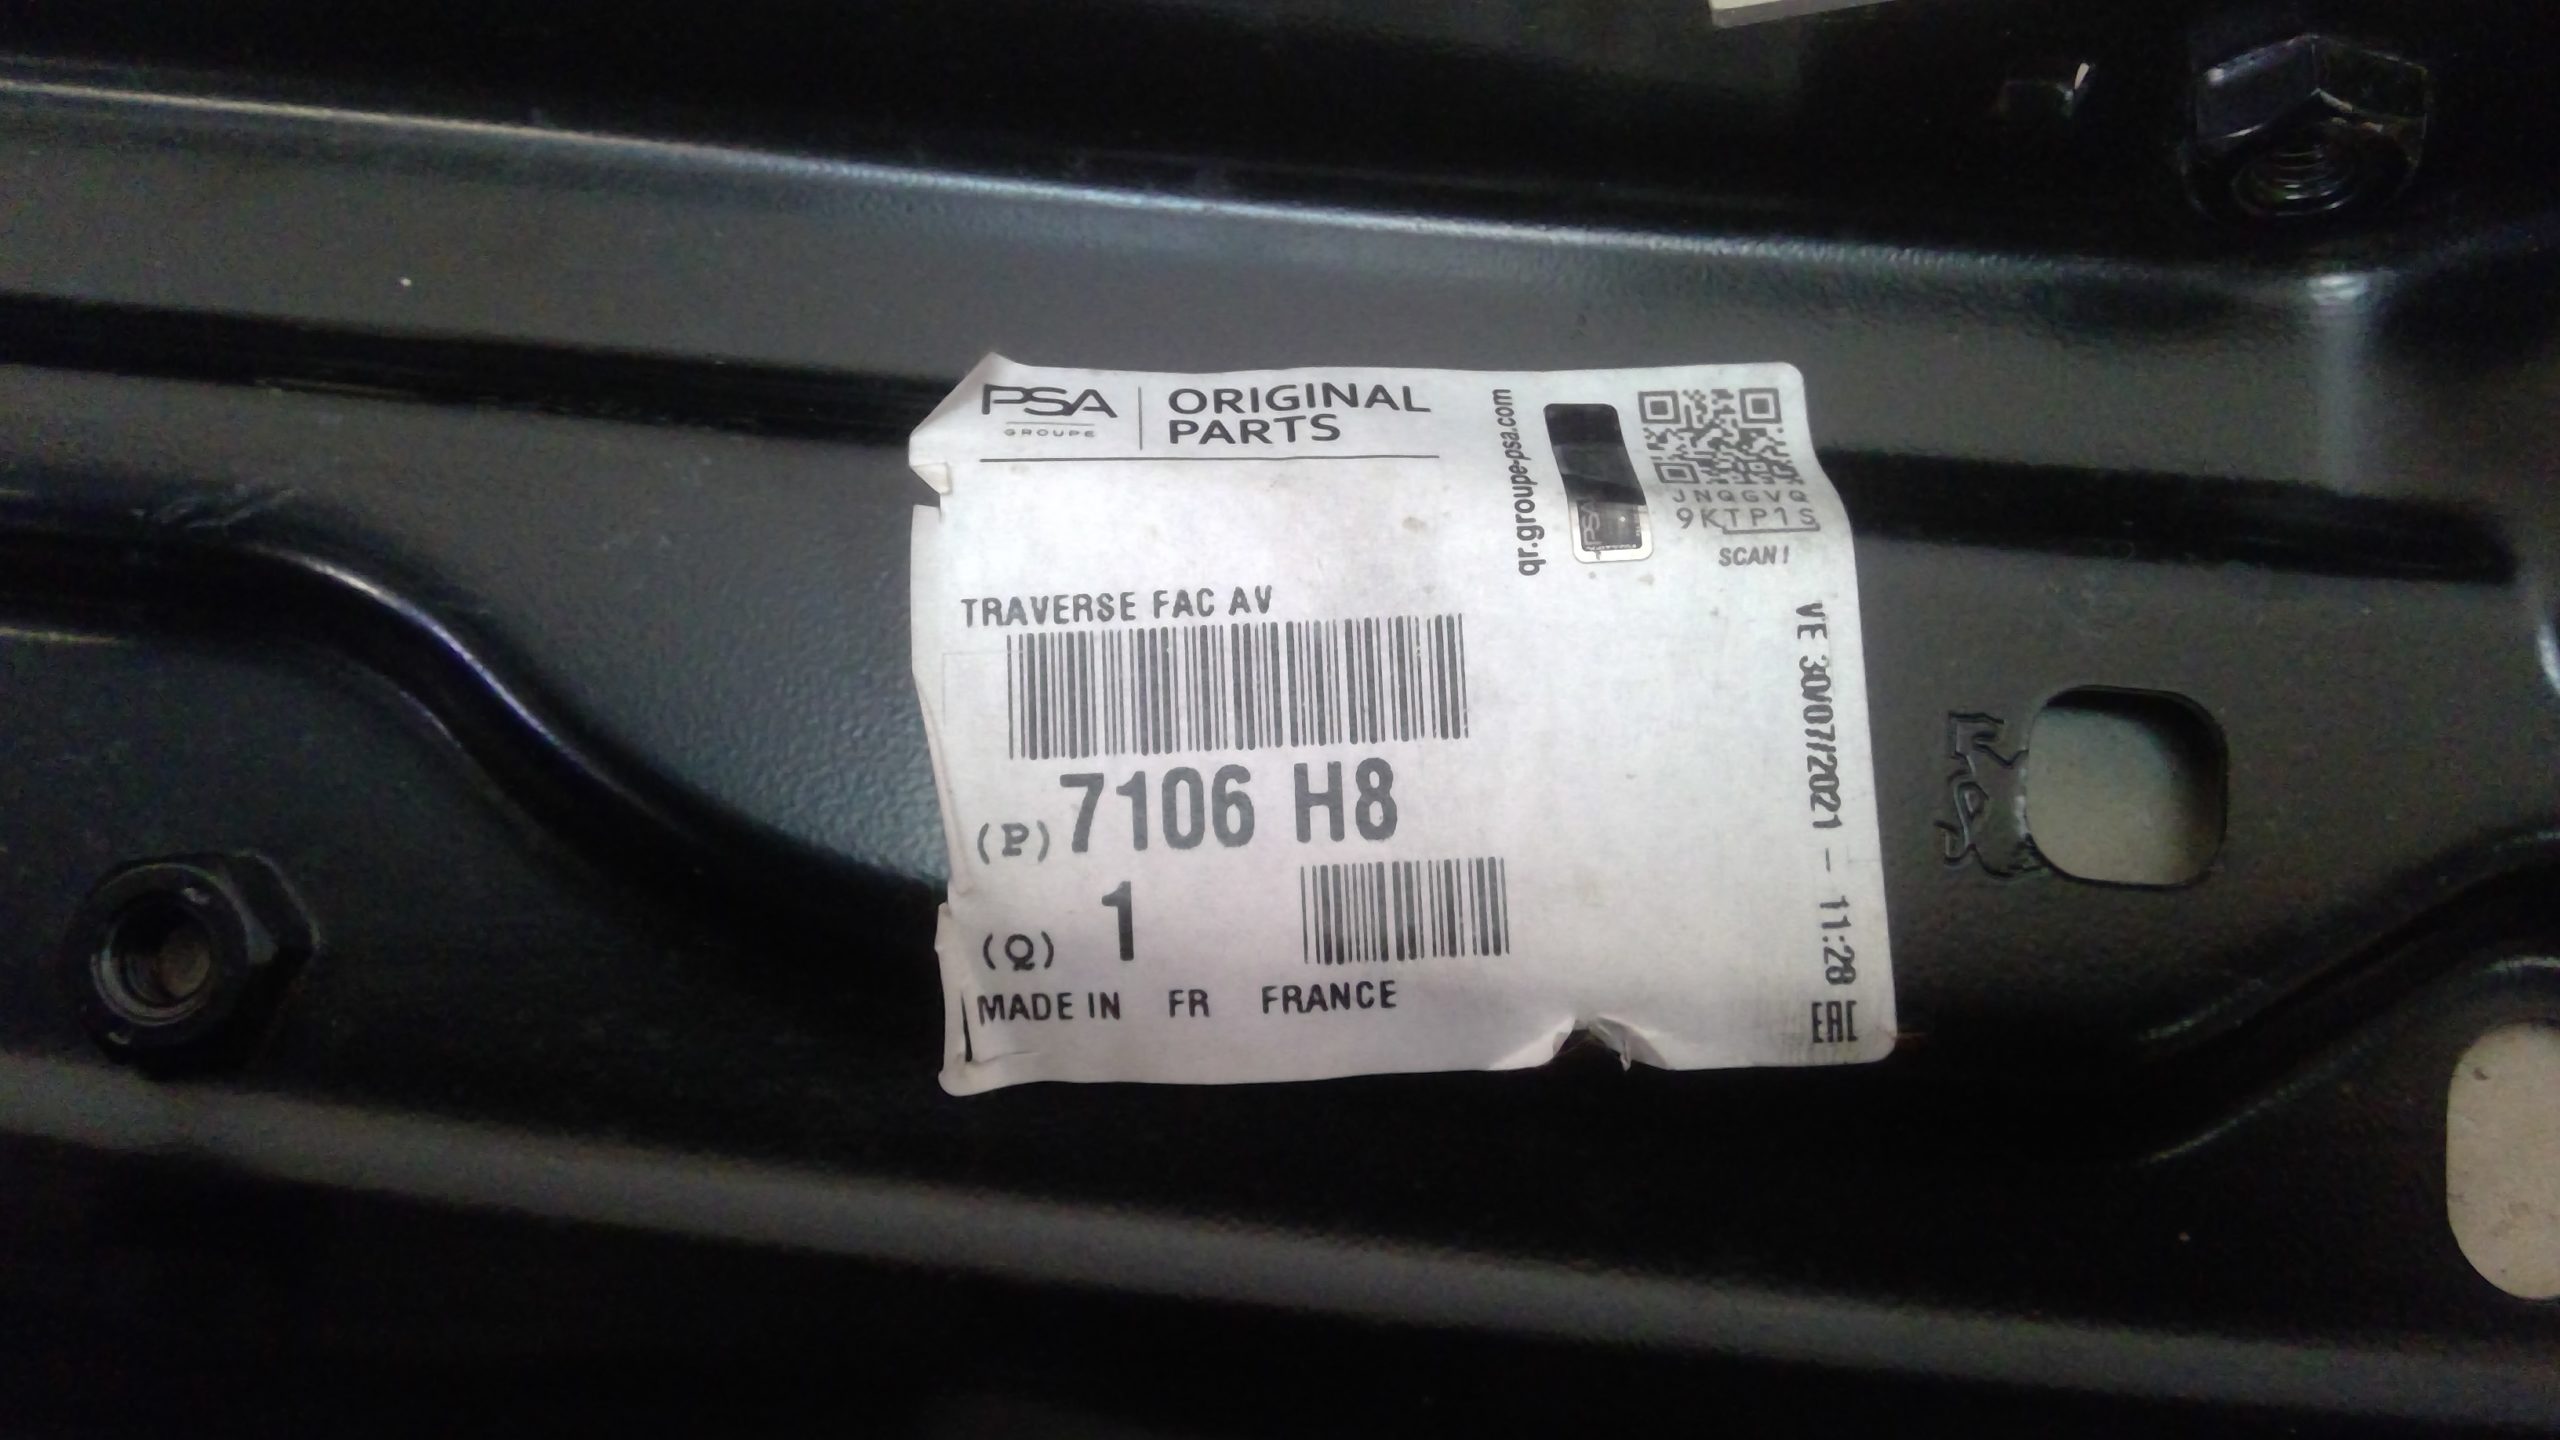 PSA
GROUPE
ORIGINAL
PARTS
qr.groupe-psa.com
PSA
JNQGVQ
9KTP1S
SCAN!
TRAVERSE FAC AV
(P) 7106 H8
(Q) 1
MADE IN FR FRANCE
VE 30/07/2021 - 11:28 EAC